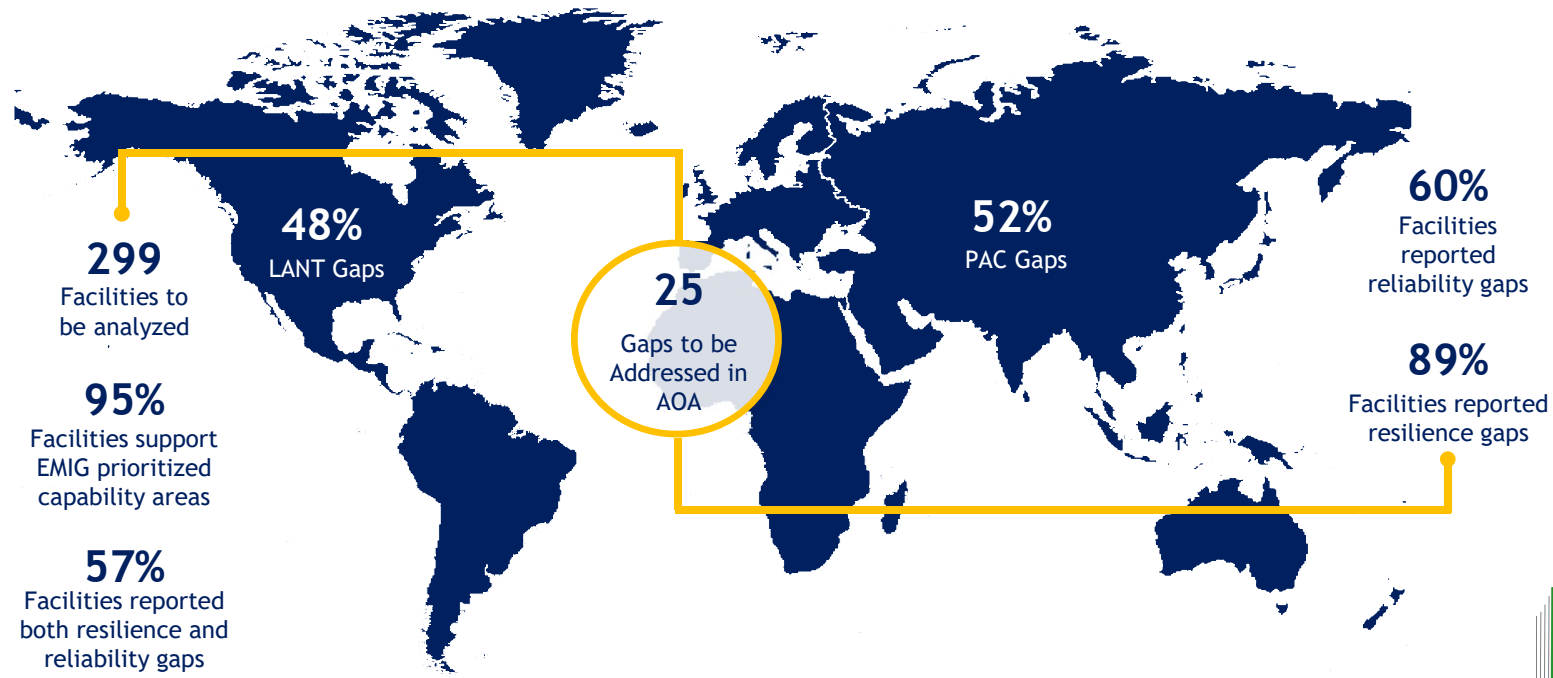 299
Facilities to
be analyzed
95%
Facilities support
EMIG prioritized
capability areas
57%
Facilities reported
both resilience and
reliability gaps
48%
LANT Gaps
25
Gaps to be
Addressed in
AOA
52%
PAC Gaps
60%
Facilities
reported
reliability gaps
89%
Facilities reported
resilience gaps